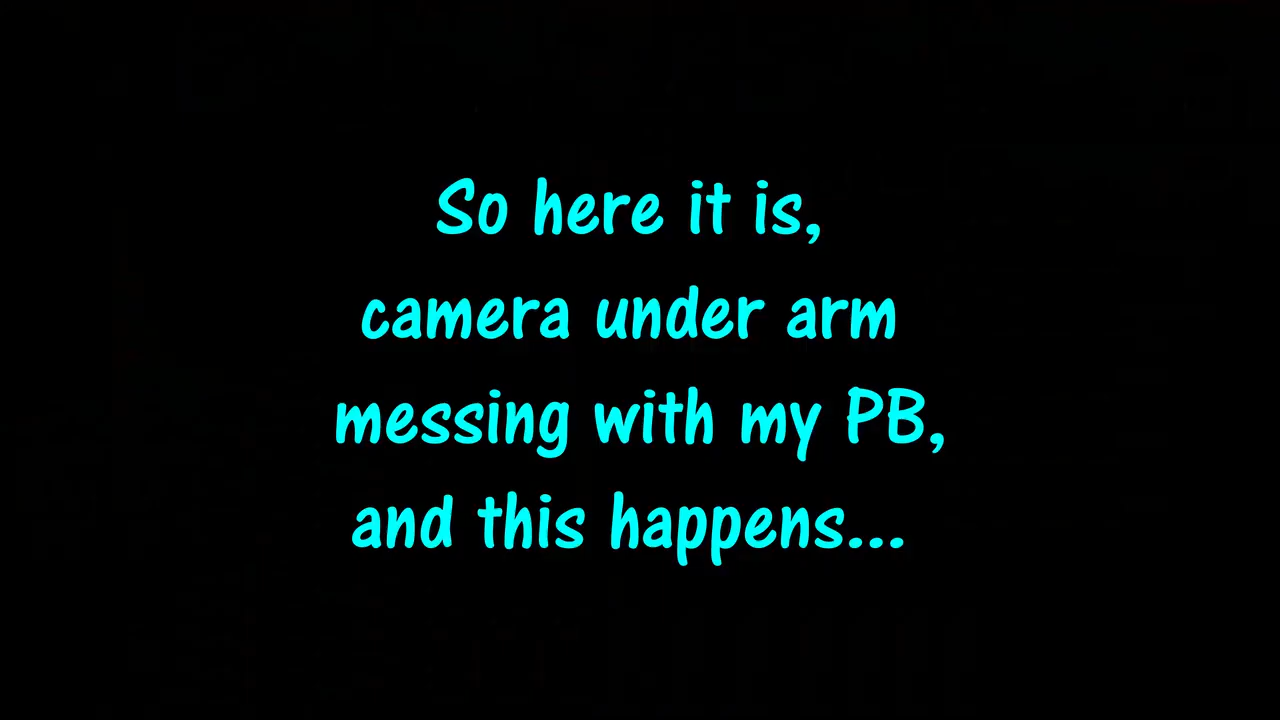 So here it is,
camera under arm
messing with my PB,
and this happens...